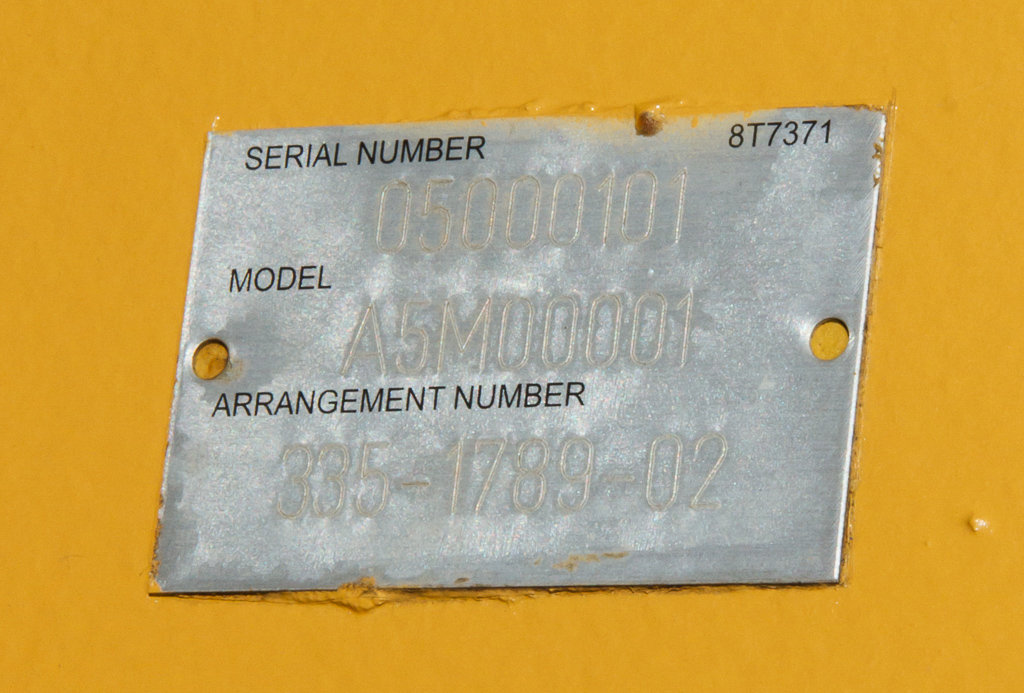 SERIAL NUMBER 8T7371
05000101
MODEL
A5M00001
ARRANGEMENT NUMBER
335-1789-02